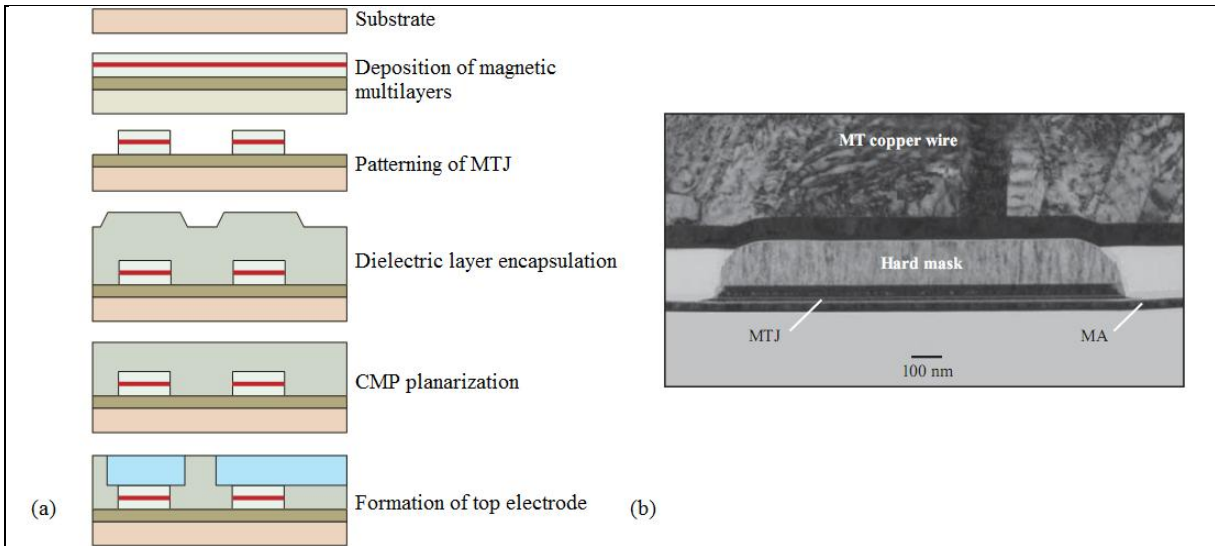 Substrate
Deposition of magnetic
multilayers
Patterning of MTJ
Dielectric layer encapsulation
CMP planarization
Formation of top electrode
(a)
MT copper wire
Hard mask
MTJ
MA
100 nm
(b)